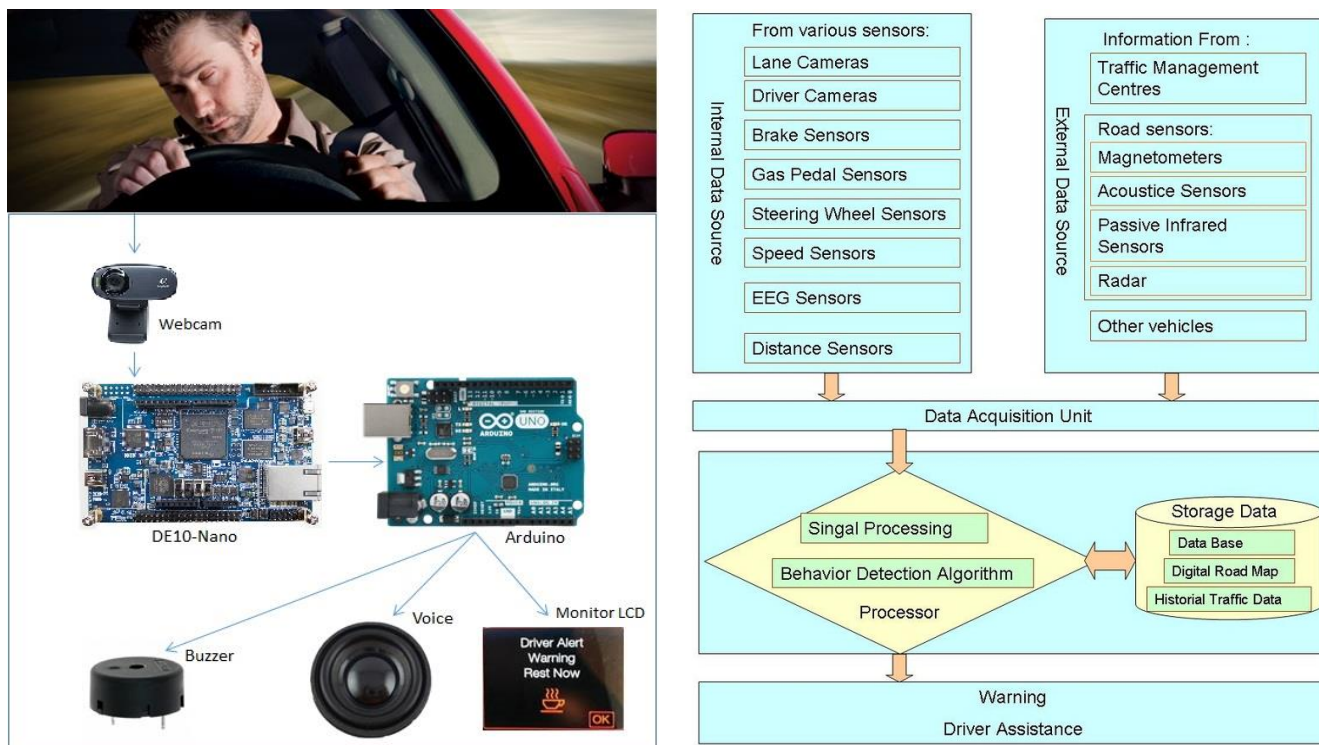 Webcam
DE10-Nano
ARDUINO
UNO
Arduino
Buzzer
Voice
Monitor LCD
Driver Alert
Warning
Rest Now
OK
Internal Data Source
From various sensors:
Lane Cameras
Driver Cameras
Brake Sensors
Gas Pedal Sensors
Steering Wheel Sensors
Speed Sensors
EEG Sensors
Distance Sensors
External Data Source
Information From :
Traffic Management
Centres
Road sensors:
Magnetometers
Acoustice Sensors
Passive Infrared
Sensors
Radar
Other vehicles
Data Acquisition Unit
Singal Processing
Behavior Detection Algorithm
Processor
Storage Data
Data Base
Digital Road Map
Historial Traffic Data
Warning
Driver Assistance